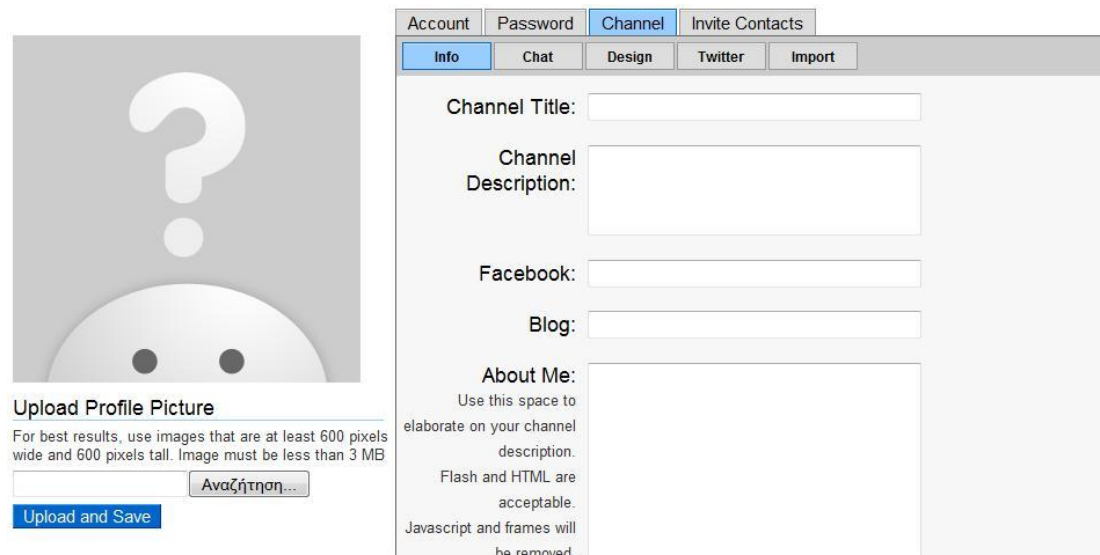 Account Password Channel Invite Contacts
Info Chat Design Twitter Import
Channel Title:
Channel
Description:
Facebook:
Blog:
About Me:
Use this space to
elaborate on your channel
description.
Flash and HTML are
acceptable.
Javascript and frames will
be removed.
Upload Profile Picture
For best results, use images that are at least 600 pixels
wide and 600 pixels tall. Image must be less than 3 MB
Αναζήτηση...
Upload and Save